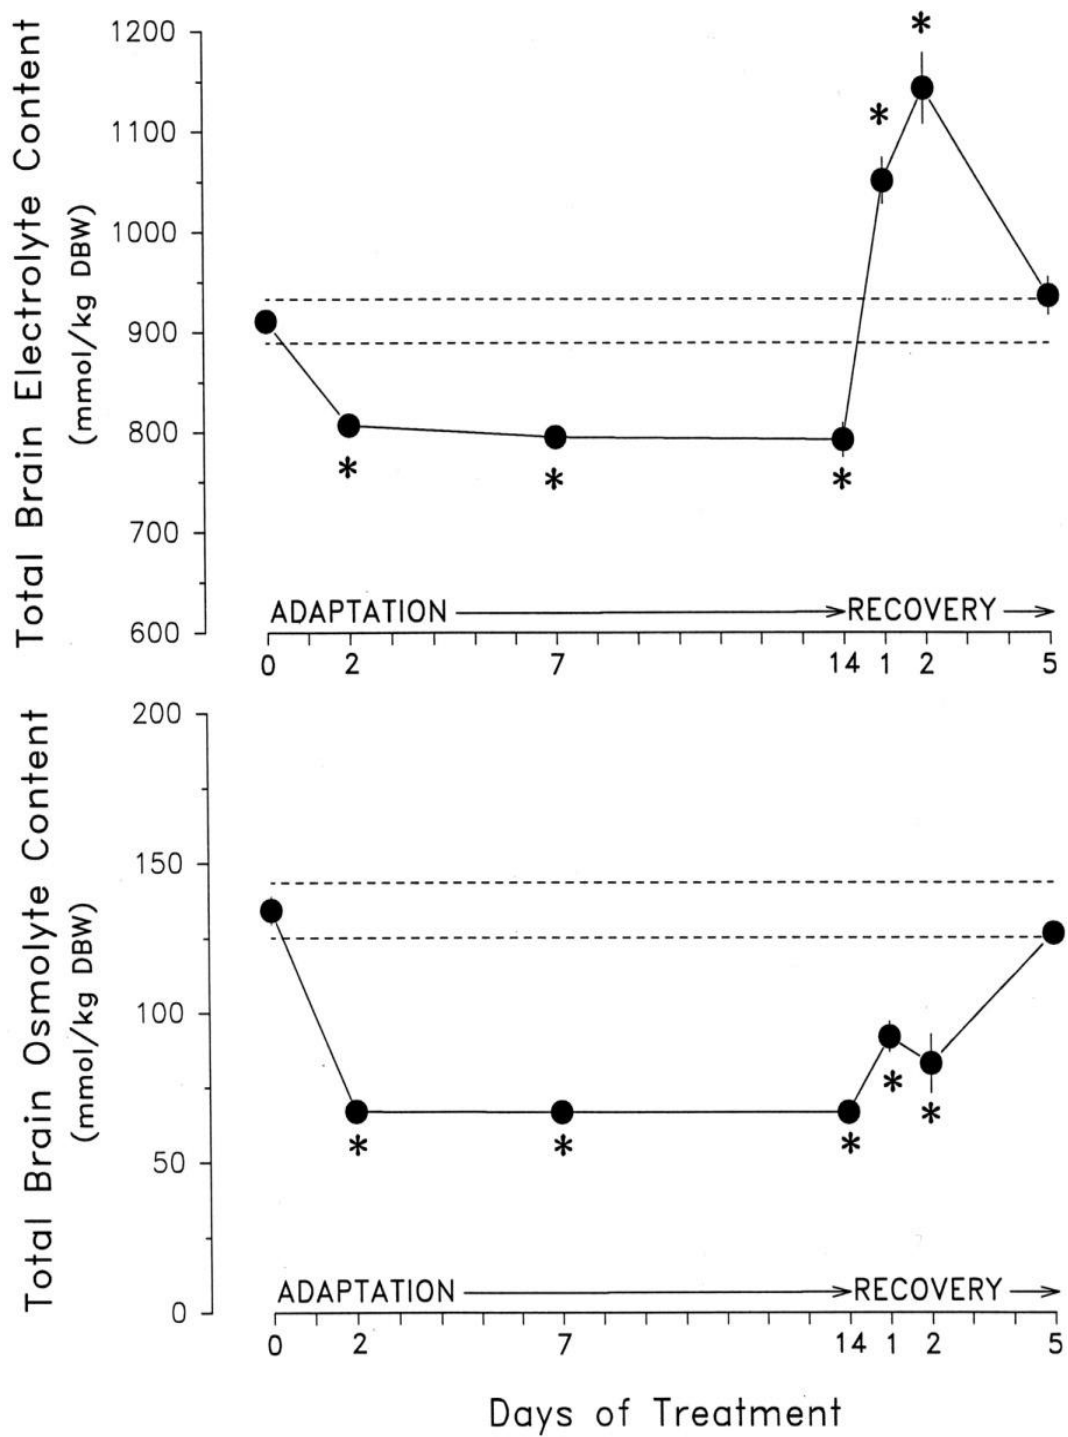 Total Brain Electrolyte Content
(mmol/kg DBW)
1200
1100
1000
900
800
700
600
*
*
*
*
*
ADAPTATION
RECOVERY
0 2 7 14 1 2 5
Total Brain Osmolyte Content
(mmol/kg DBW)
200
150
100
50
0
*
*
*
*
*
ADAPTATION
RECOVERY
0 2 7 14 1 2 5
Days of Treatment